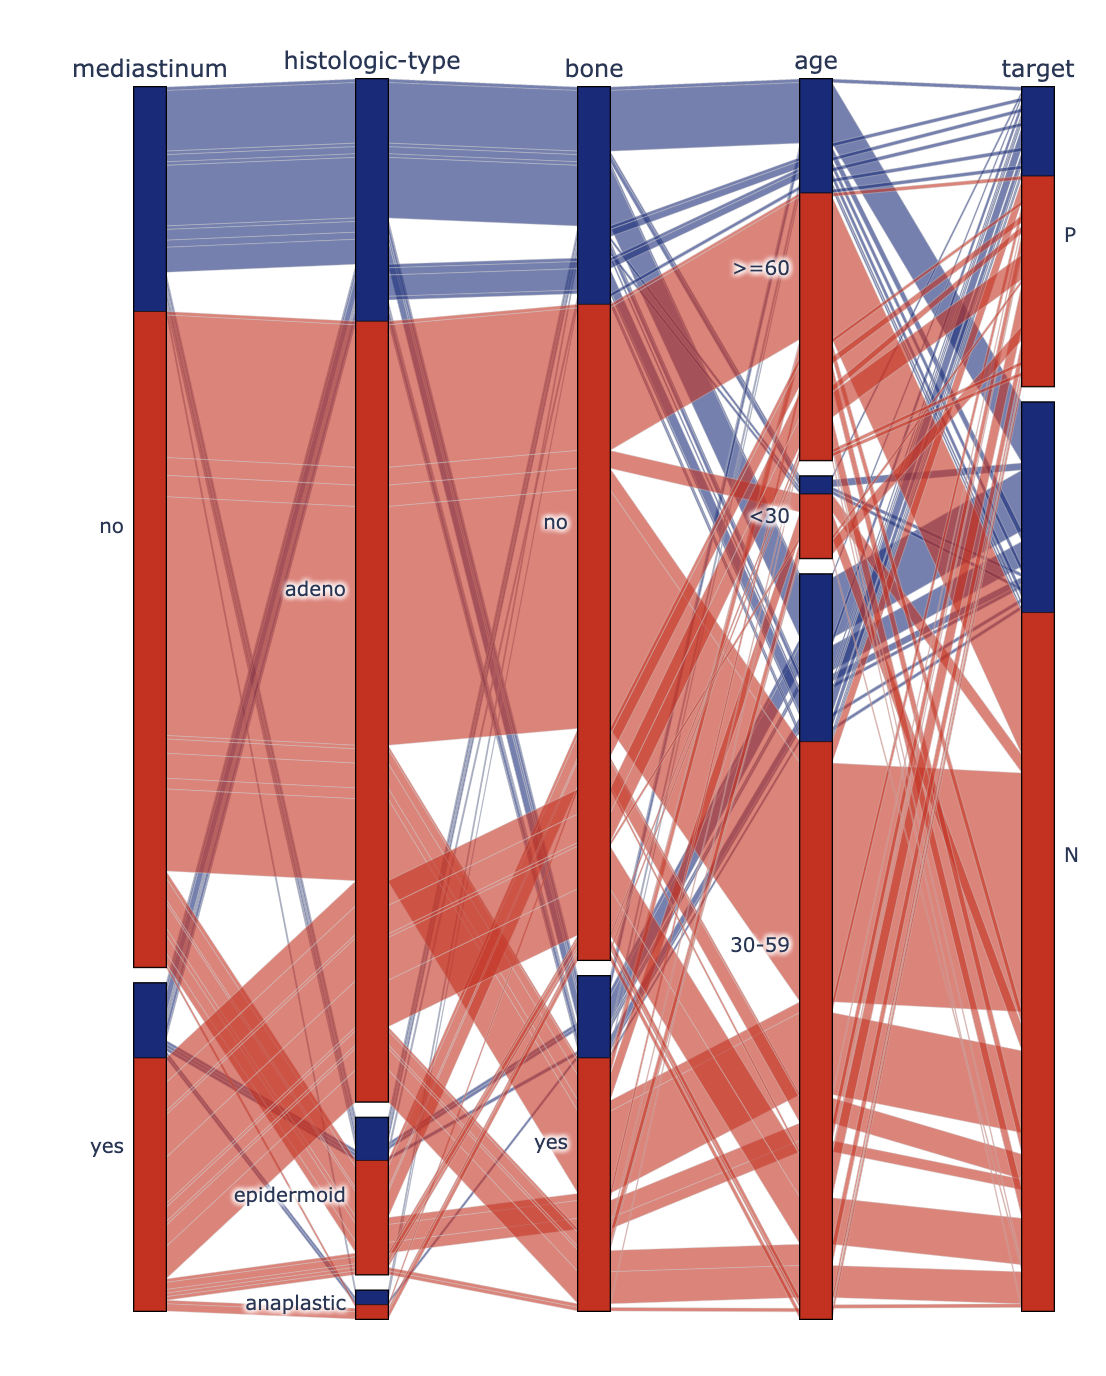 mediastinum
histologic-type
bone
age
target
no
yes
adeno
epidermoid
anaplastic
no
yes
>=60
<30
30-59
P
N